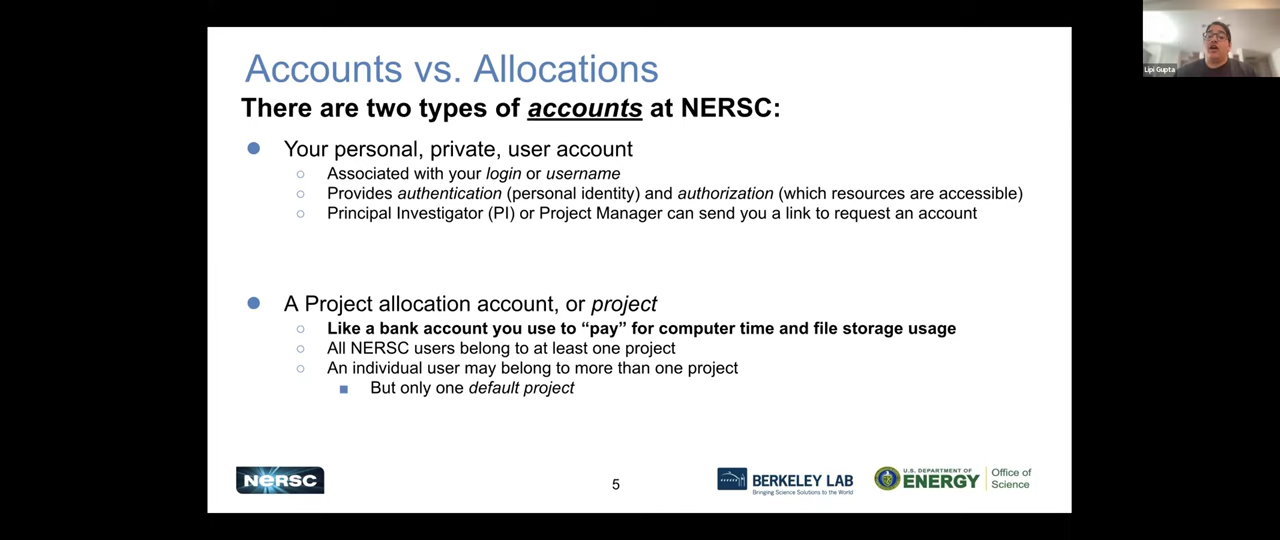 Lipi Gupta
Accounts vs. Allocations
There are two types of accounts at NERSC:
● Your personal, private, user account
○ Associated with your login or username
○ Provides authentication (personal identity) and authorization (which resources are accessible)
○ Principal Investigator (PI) or Project Manager can send you a link to request an account
● A Project allocation account, or project
○ Like a bank account you use to “pay” for computer time and file storage usage
○ All NERSC users belong to at least one project
○ An individual user may belong to more than one project
■ But only one default project
NERSC
5
BERKELEY LAB
Bringing Science Solutions to the World
U.S. DEPARTMENT OF
ENERGY
Office of
Science